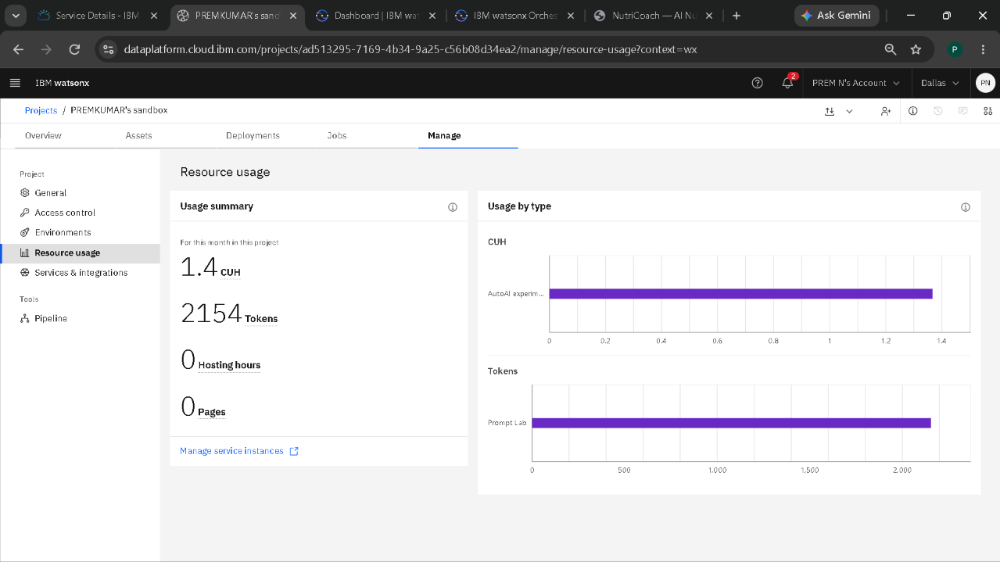 Service Details - IBM
PREMKUMAR's sand
Dashboard | IBM wat
IBM watsonx Orches
NutriCoach — AI Nu
Ask Gemini
dataplatform.cloud.ibm.com/projects/ad513295-7169-4b34-9a25-c56b08d34ea2/manage/resource-usage?context=wx
P
IBM watsonx
2
PREM N's Account
Dallas
PN
Projects / PREMKUMAR's sandbox
Overview
Assets
Deployments
Jobs
Manage
Project
General
Access control
Environments
Resource usage
Services & integrations
Tools
Pipeline
Resource usage
Usage summary
For this month in this project
1.4 CUH
2154 Tokens
0 Hosting hours
0 Pages
Manage service instances
Usage by type
CUH
AutoAI experim...
0 0.2 0.4 0.6 0.8 1 1.2 1.4
Tokens
Prompt Lab
0 500 1,000 1,500 2,000